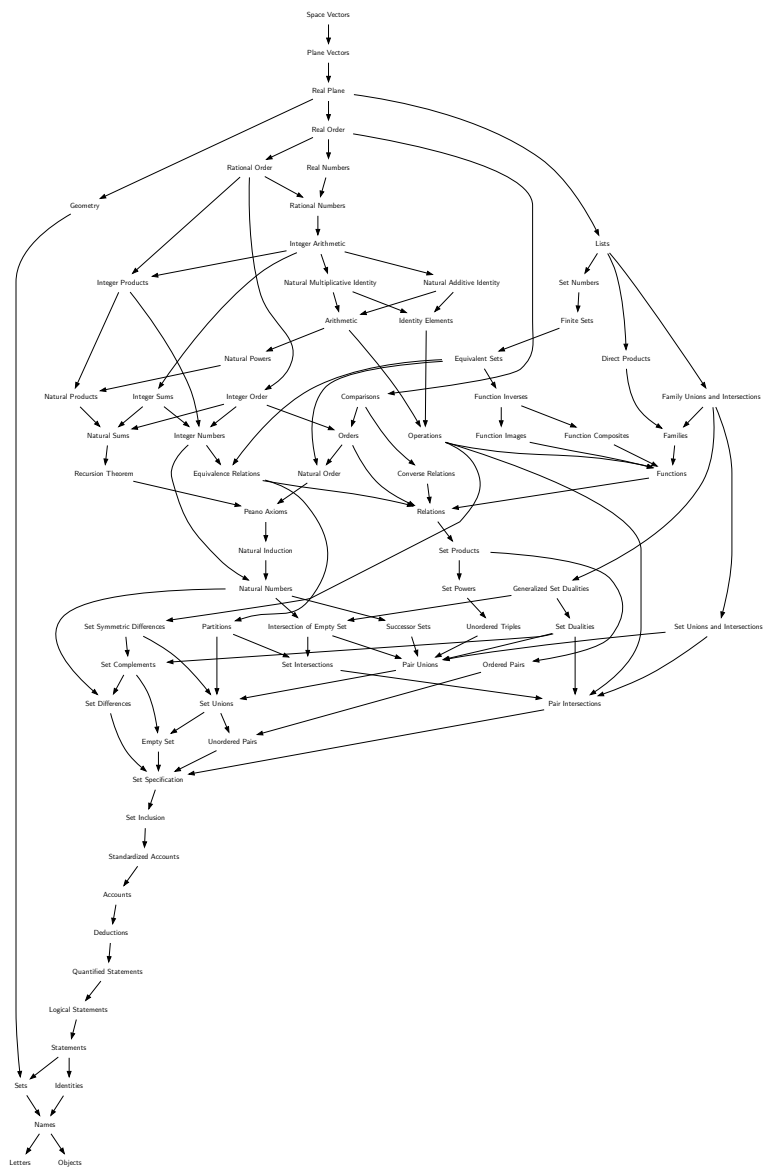 Space Vectors
Plane Vectors
Real Plane
Real Order
Rational Order
Real Numbers
Geometry
Rational Numbers
Integer Arithmetic
Lists
Integer Products
Natural Multiplicative Identity
Natural Additive Identity
Set Numbers
Arithmetic
Identity Elements
Finite Sets
Natural Powers
Equivalent Sets
Direct Products
Natural Products
Integer Sums
Integer Order
Comparisons
Function Inverses
Family Unions and Intersections
Natural Sums
Integer Numbers
Orders
Operations
Function Images
Function Composites
Families
Recursion Theorem
Equivalence Relations
Natural Order
Converse Relations
Functions
Peano Axioms
Relations
Natural Induction
Set Products
Natural Numbers
Set Powers
Generalized Set Dualities
Set Symmetric Differences
Partitions
Intersection of Empty Set
Successor Sets
Unordered Triples
Set Dualities
Set Unions and Intersections
Set Complements
Set Intersections
Pair Unions
Ordered Pairs
Set Differences
Set Unions
Pair Intersections
Empty Set
Unordered Pairs
Set Specification
Set Inclusion
Standardized Accounts
Accounts
Deductions
Quantified Statements
Logical Statements
Statements
Sets
Identities
Names
Letters
Objects